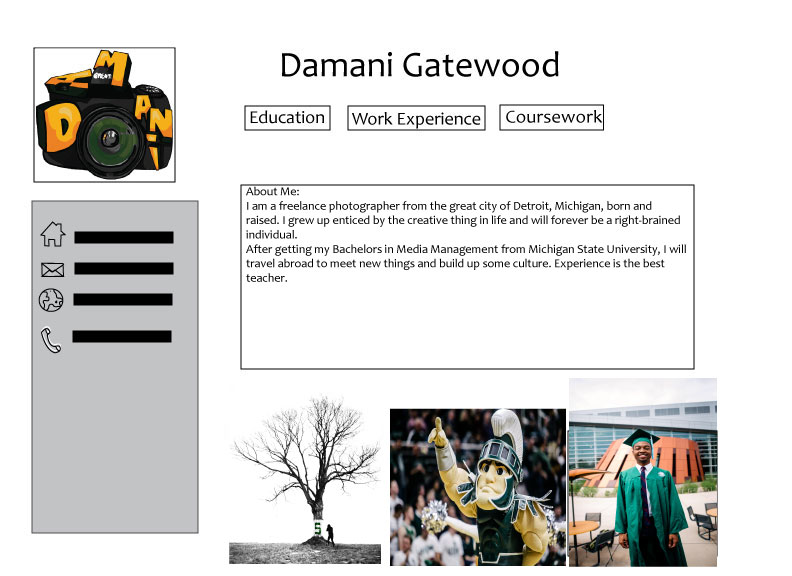 DAMANI
Damani Gatewood
Education
Work Experience
Coursework
About Me:
I am a freelance photographer from the great city of Detroit, Michigan, born and
raised. I grew up enticed by the creative thing in life and will forever be a right-brained
individual.
After getting my Bachelors in Media Management from Michigan State University, I will
travel abroad to meet new things and build up some culture. Experience is the best
teacher.
S